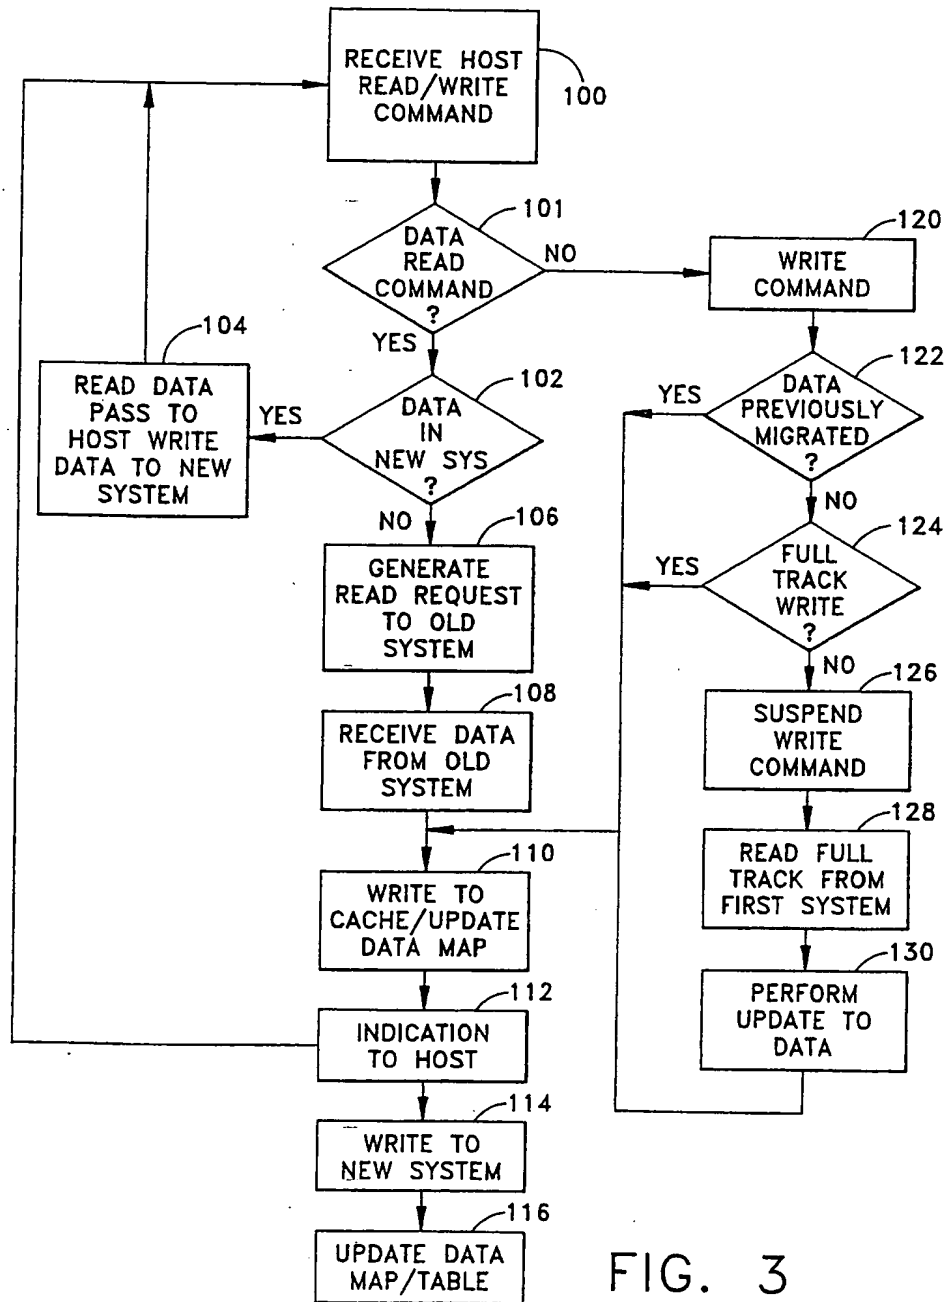 RECEIVE HOST
READ/WRITE
COMMAND
100
101
DATA
READ
COMMAND
?
NO
YES
120
WRITE
COMMAND
104
READ DATA
PASS TO
HOST WRITE
DATA TO NEW
SYSTEM
YES
102
DATA
IN
NEW SYS
?
NO
122
DATA
PREVIOUSLY
MIGRATED
?
YES
NO
106
GENERATE
READ REQUEST
TO OLD
SYSTEM
124
FULL
TRACK
WRITE
?
YES
NO
108
RECEIVE DATA
FROM OLD
SYSTEM
126
SUSPEND
WRITE
COMMAND
128
READ FULL
TRACK FROM
FIRST SYSTEM
110
WRITE TO
CACHE/UPDATE
DATA MAP
130
PERFORM
UPDATE TO
DATA
112
INDICATION
TO HOST
114
WRITE TO
NEW SYSTEM
116
UPDATE DATA
MAP/TABLE
FIG. 3